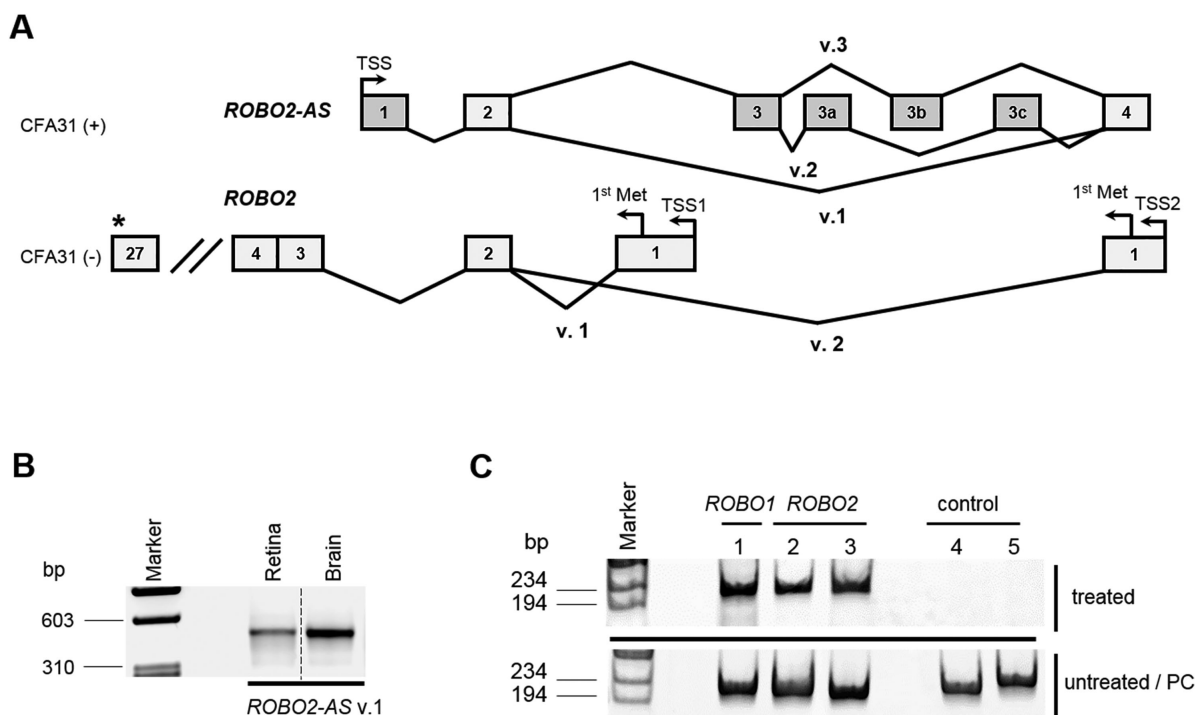 A
v.3
TSS
ROBO2-AS
1 2 3 3a 3b 3c 4
CFA31 (+)
v.2
v.1
ROBO2
1st Met TSS1
1st Met TSS2
*
CFA31 (-) 27 // 4 3 2 1 1
v. 1
v. 2
B
Marker Retina Brain
bp
603
310
ROBO2-AS v.1
C
Marker ROBO1 ROBO2 control
bp 1 2 3 4 5
234
194
treated
234
194
untreated / PC